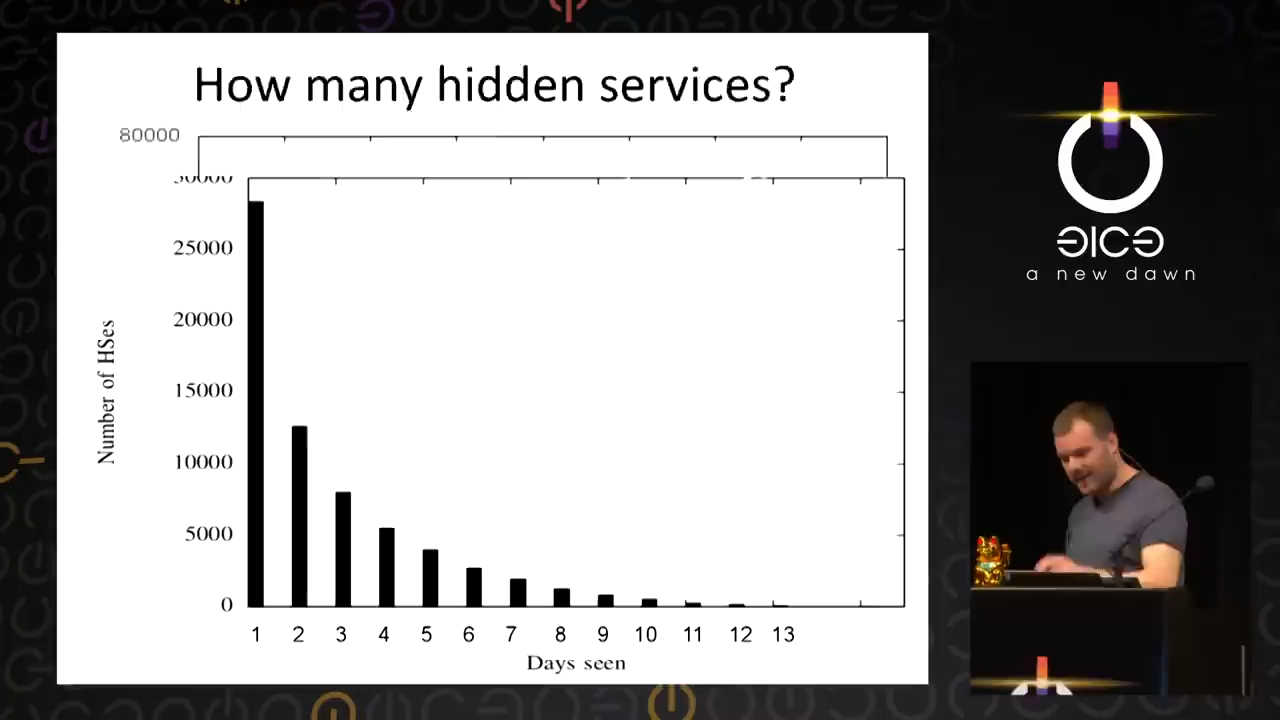 How many hidden services?
80000
30000
25000
20000
15000
10000
5000
0
Number of HSes
1 2 3 4 5 6 7 8 9 10 11 12 13
Days seen
a new dawn